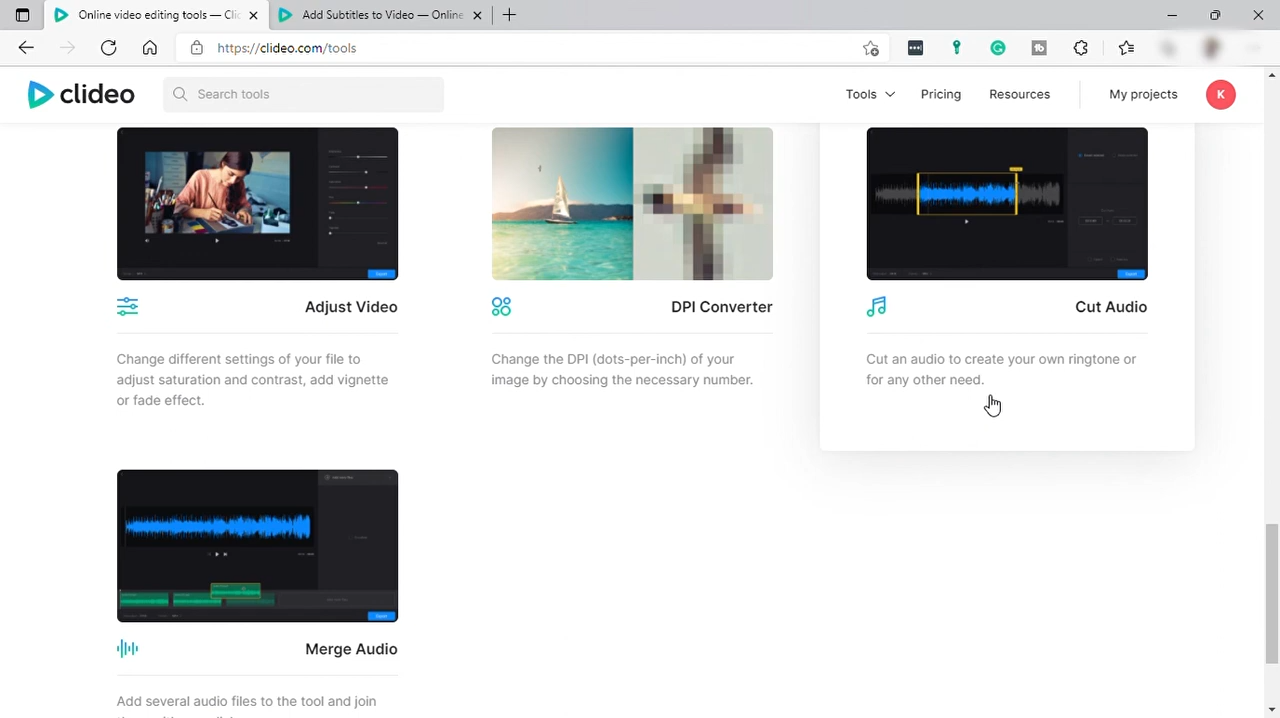 Online video editing tools — Clic
Add Subtitles to Video — Online
https://clideo.com/tools
clideo
Search tools
Tools
Pricing
Resources
My projects
K
Adjust Video
Change different settings of your file to
adjust saturation and contrast, add vignette
or fade effect.
DPI Converter
Change the DPI (dots-per-inch) of your
image by choosing the necessary number.
Cut Audio
Cut an audio to create your own ringtone or
for any other need.
Export
Export
Export
Merge Audio
Add several audio files to the tool and join